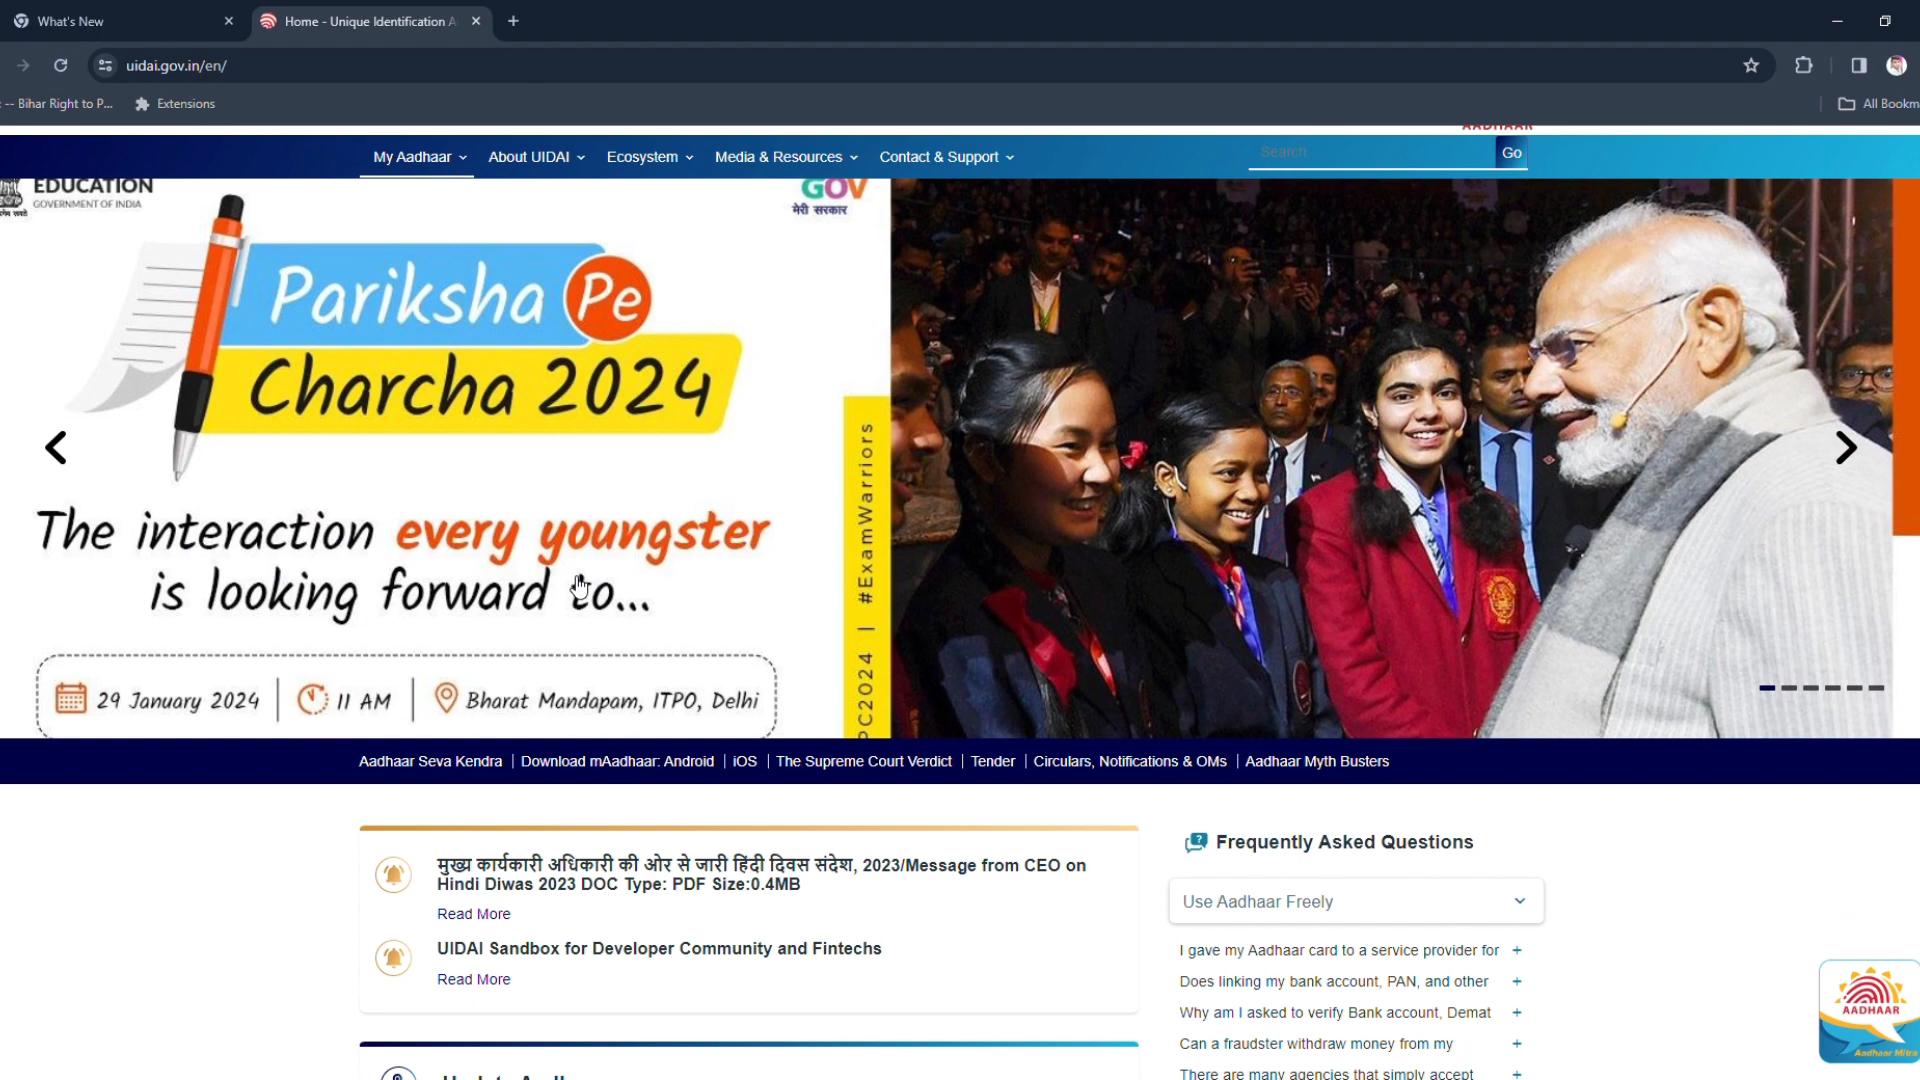 What's New
Home - Unique Identification A
uidai.gov.in/en/
-- Bihar Right to P...
Extensions
All Bookm
AADHAAR
My Aadhaar
About UIDAI
Ecosystem
Media & Resources
Contact & Support
Search
Go
EDUCATION
GOVERNMENT OF INDIA
GOV
मेरी सरकार
Pariksha Pe
Charcha 2024
The interaction every youngster
is looking forward to...
29 January 2024 | 11 AM | Bharat Mandapam, ITPO, Delhi
PC2024 | #ExamWarriors
Aadhaar Seva Kendra | Download mAadhaar: Android | iOS | The Supreme Court Verdict | Tender | Circulars, Notifications & OMs | Aadhaar Myth Busters
मुख्य कार्यकारी अधिकारी की ओर से जारी हिंदी दिवस संदेश, 2023/Message from CEO on
Hindi Diwas 2023 DOC Type: PDF Size:0.4MB
Read More
UIDAI Sandbox for Developer Community and Fintechs
Read More
Frequently Asked Questions
Use Aadhaar Freely
I gave my Aadhaar card to a service provider for +
Does linking my bank account, PAN, and other +
Why am I asked to verify Bank account, Demat +
Can a fraudster withdraw money from my +
There are many agencies that simply accept +
AADHAAR
Aadhaar Mitra